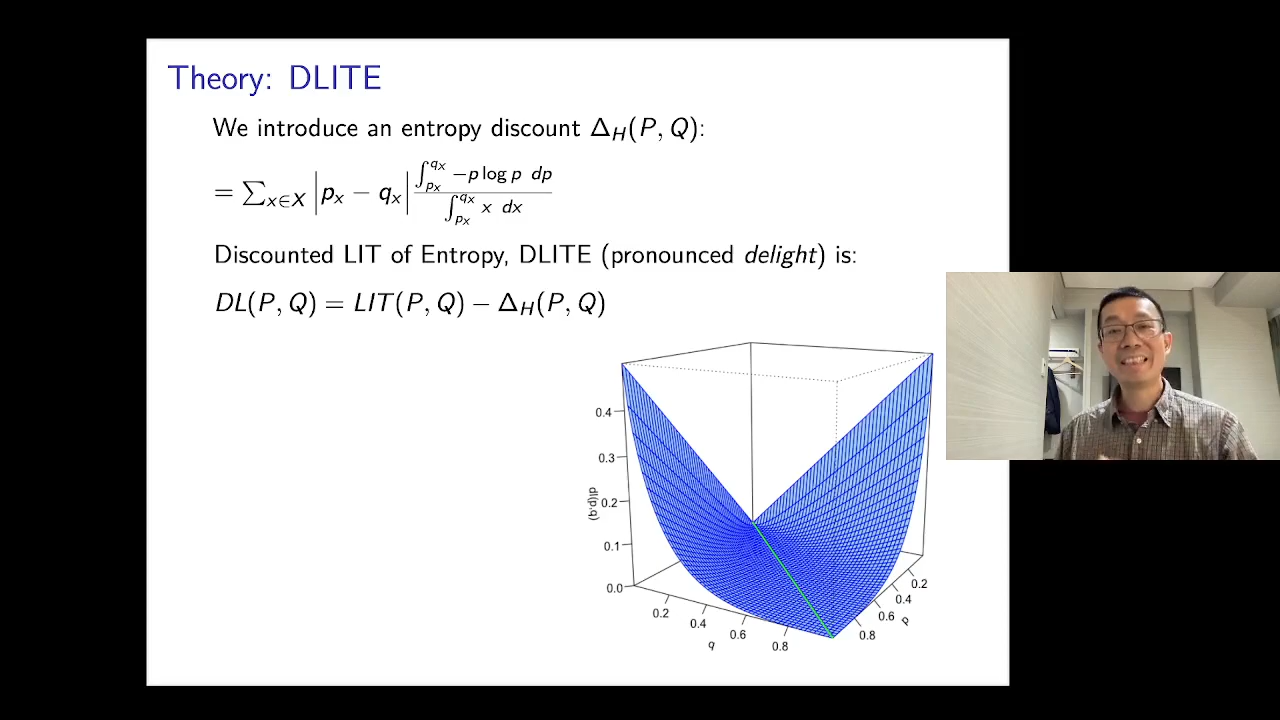 Theory: DLITE
We introduce an entropy discount Δ_H(P, Q):
= ∑_{x∈X} |p_x − q_x| \frac{∫_{p_x}^{q_x} −p log p dp}{∫_{p_x}^{q_x} x dx}
Discounted LIT of Entropy, DLITE (pronounced delight) is:
DL(P, Q) = LIT(P, Q) − Δ_H(P, Q)
0.4
0.3
0.2
0.1
0.0
dl(p,q)
0.2
0.4
0.6
0.8
q
0.2
0.4
0.6
0.8
p